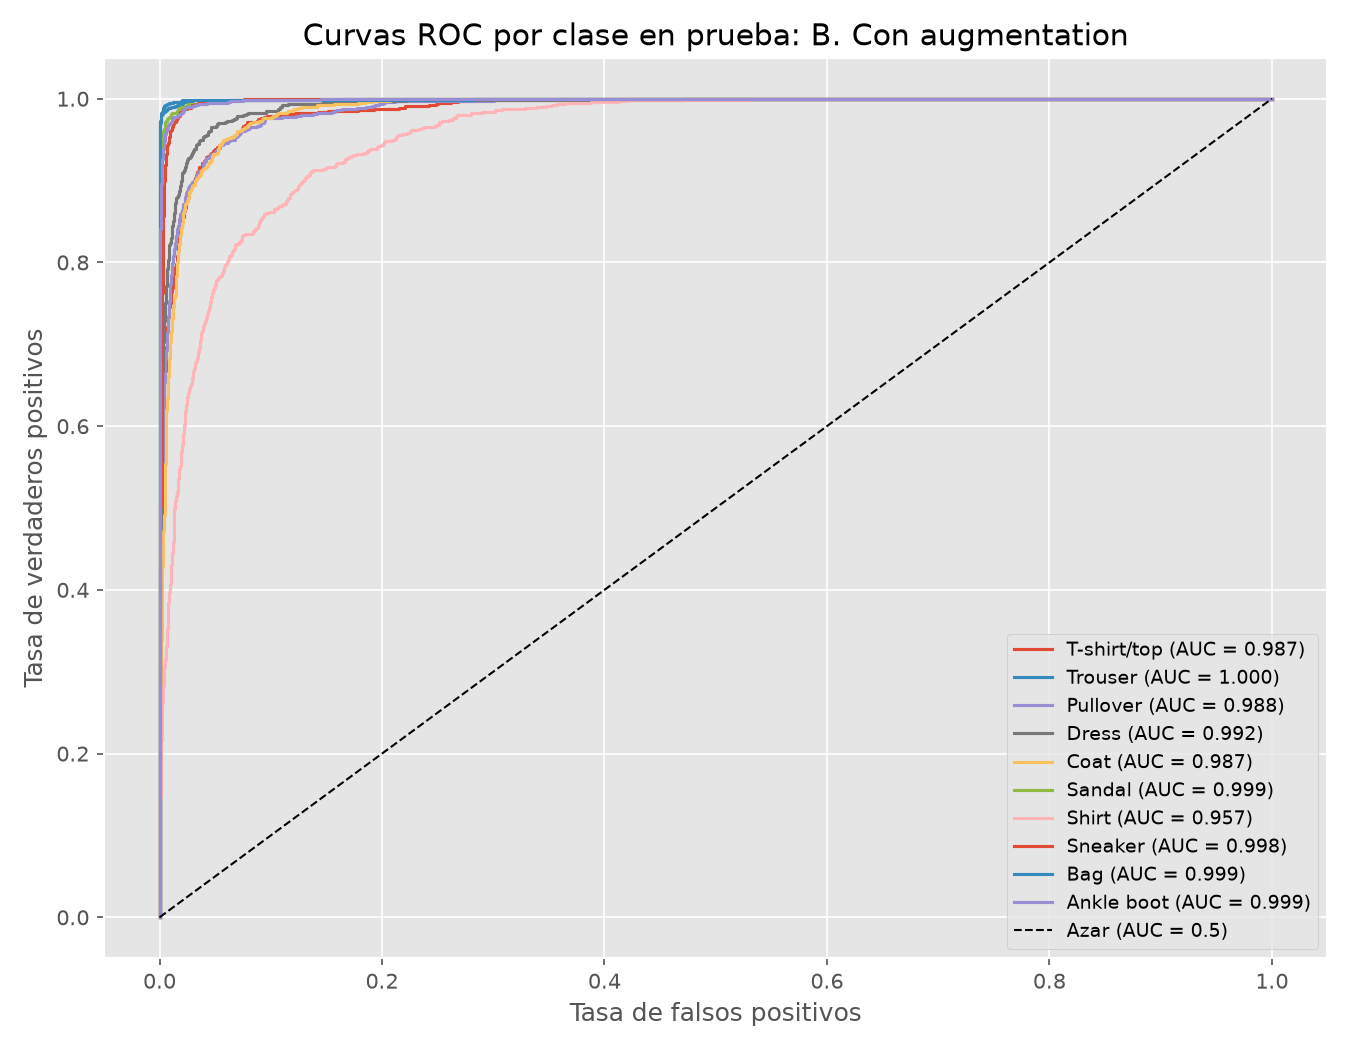 Curvas ROC por clase en prueba: B. Con augmentation
Tasa de verdaderos positivos
1.0
0.8
0.6
0.4
0.2
0.0
0.0 0.2 0.4 0.6 0.8 1.0
Tasa de falsos positivos
T-shirt/top (AUC = 0.987)
Trouser (AUC = 1.000)
Pullover (AUC = 0.988)
Dress (AUC = 0.992)
Coat (AUC = 0.987)
Sandal (AUC = 0.999)
Shirt (AUC = 0.957)
Sneaker (AUC = 0.998)
Bag (AUC = 0.999)
Ankle boot (AUC = 0.999)
Azar (AUC = 0.5)